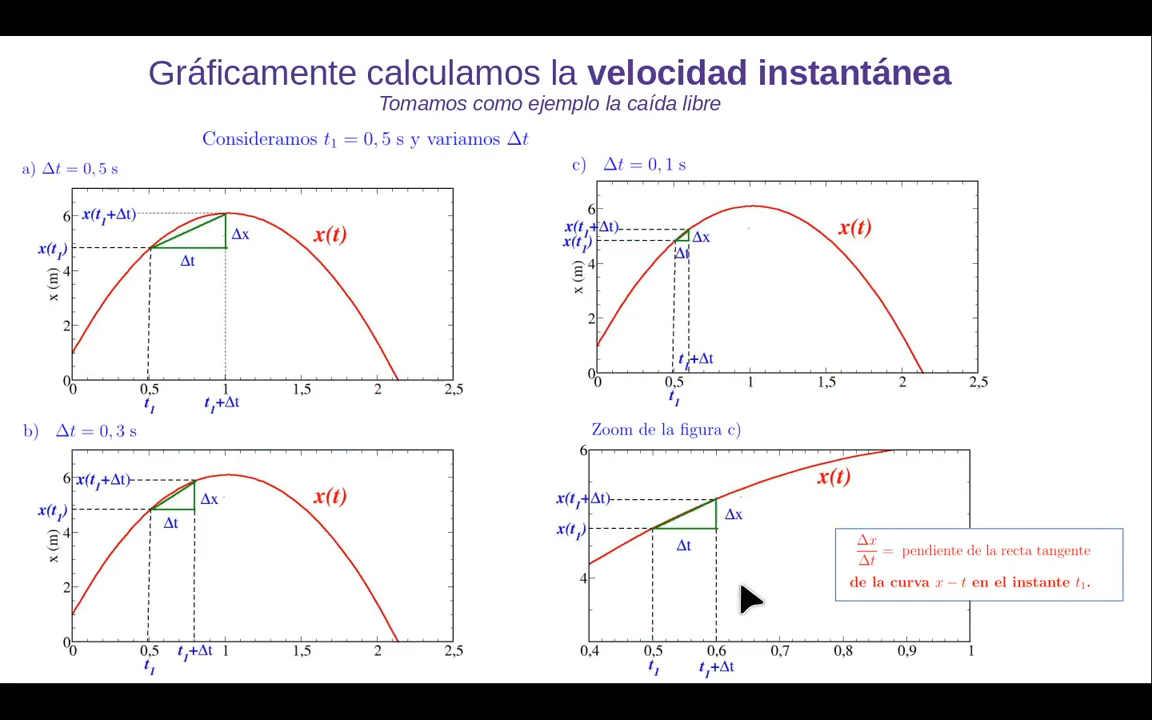 Gráficamente calculamos la velocidad instantánea
Tomamos como ejemplo la caída libre
Consideramos t₁ = 0, 5 s y variamos Δt
a) Δt = 0, 5 s
x(t₁+Δt)
x(t₁)
x(t)
Δx
Δt
x (m)
6
4
2
0
0 0,5 1 1,5 2 2,5
t₁ t₁+Δt
b) Δt = 0, 3 s
x(t₁+Δt)
x(t₁)
x(t)
Δx
Δt
x (m)
6
4
2
0
0 0,5 1 1,5 2 2,5
t₁ t₁+Δt
c) Δt = 0, 1 s
x(t₁+Δt)
x(t₁)
x(t)
Δx
Δt
x (m)
6
4
2
0
t₁+Δt
0 0,5 1 1,5 2 2,5
t₁
Zoom de la figura c)
6
x(t)
x(t₁+Δt)
x(t₁)
Δx
Δt
4
0,4 0,5 0,6 0,7 0,8 0,9 1
t₁ t₁+Δt
Δx/Δt = pendiente de la recta tangente
de la curva x − t en el instante t₁.